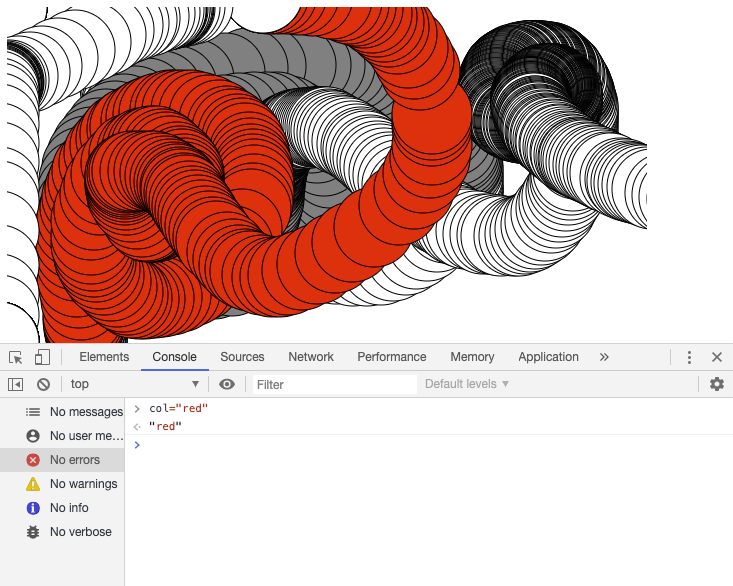 Elements Console Sources Network Performance Memory Application »
top ▼ Filter Default levels ▼
No messages
No user me...
No errors
No warnings
No info
No verbose
> col="red"
<· "red"
>